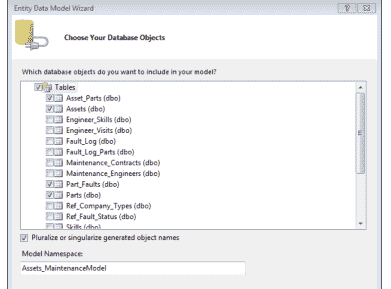 Entity Data Model Wizard
Choose Your Database Objects
Which database objects do you want to include in your model?
Tables
Asset_Parts (dbo)
Assets (dbo)
Engineer_Skills (dbo)
Engineer_Visits (dbo)
Fault_Log (dbo)
Fault_Log_Parts (dbo)
Maintenance_Contracts (dbo)
Maintenance_Engineers (dbo)
Part_Faults (dbo)
Parts (dbo)
Ref_Company_Types (dbo)
Ref_Fault_Status (dbo)
Skills (dbo)
Pluralize or singularize generated object names
Model Namespace:
Assets_MaintenanceModel